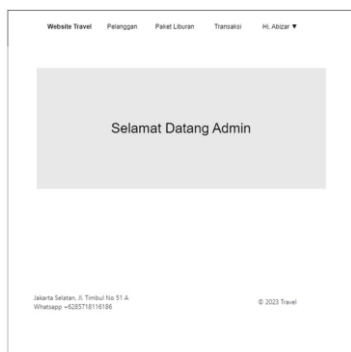 Website Travel Pelanggan Paket Liburan Transaksi Hi, Abizar ▼
Selamat Datang Admin
Jakarta Selatan, Jl. Timbul No 51 A
Whatsapp +6285718116186
© 2023 Travel